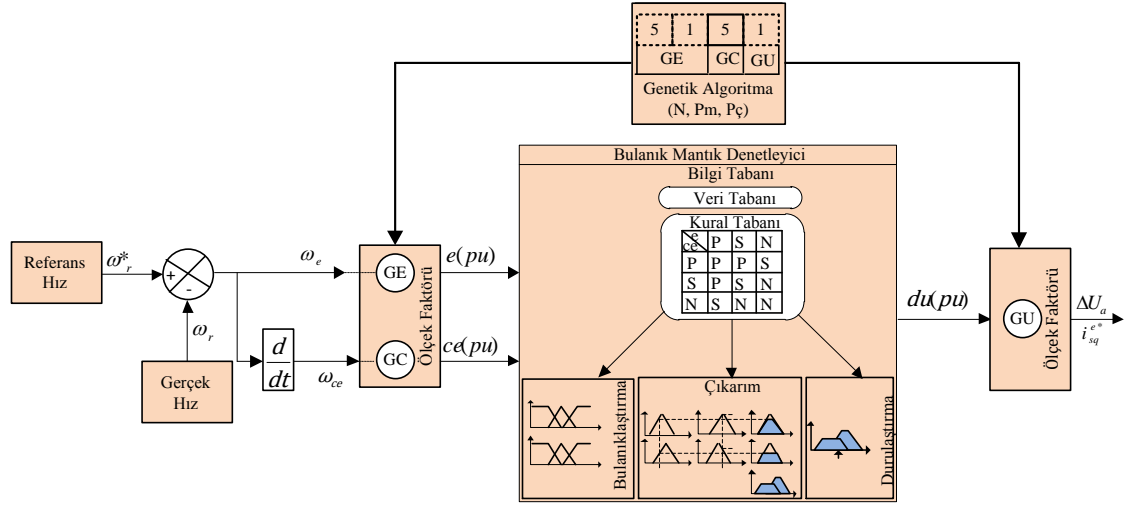 5 1 5 1
GE GC GU
Genetik Algoritma
(N, Pm, Pç)
Bulanık Mantık Denetleyici
Bilgi Tabanı
Veri Tabanı
Kural Tabanı
e
ce P S N
P P P S
S P S N
N S N N
Referans
Hız
ω*r
+
-
ωr
Gerçek
Hız
d
dt
ωe
ωce
GE
GC
Ölçek Faktörü
e(pu)
ce(pu)
Bulanıklaştırma
Çıkarım
Durulaştırma
du(pu)
GU
Ölçek Faktörü
ΔUa
i sq e*